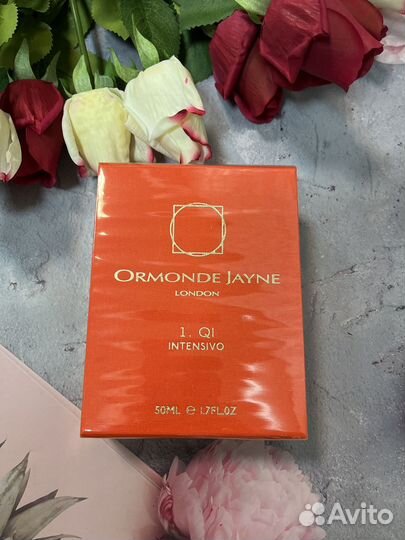 ORMONDE JAYNE
LONDON
1. QI
INTENSIVO
50ML ℮ 1.7FL.OZ
Avito